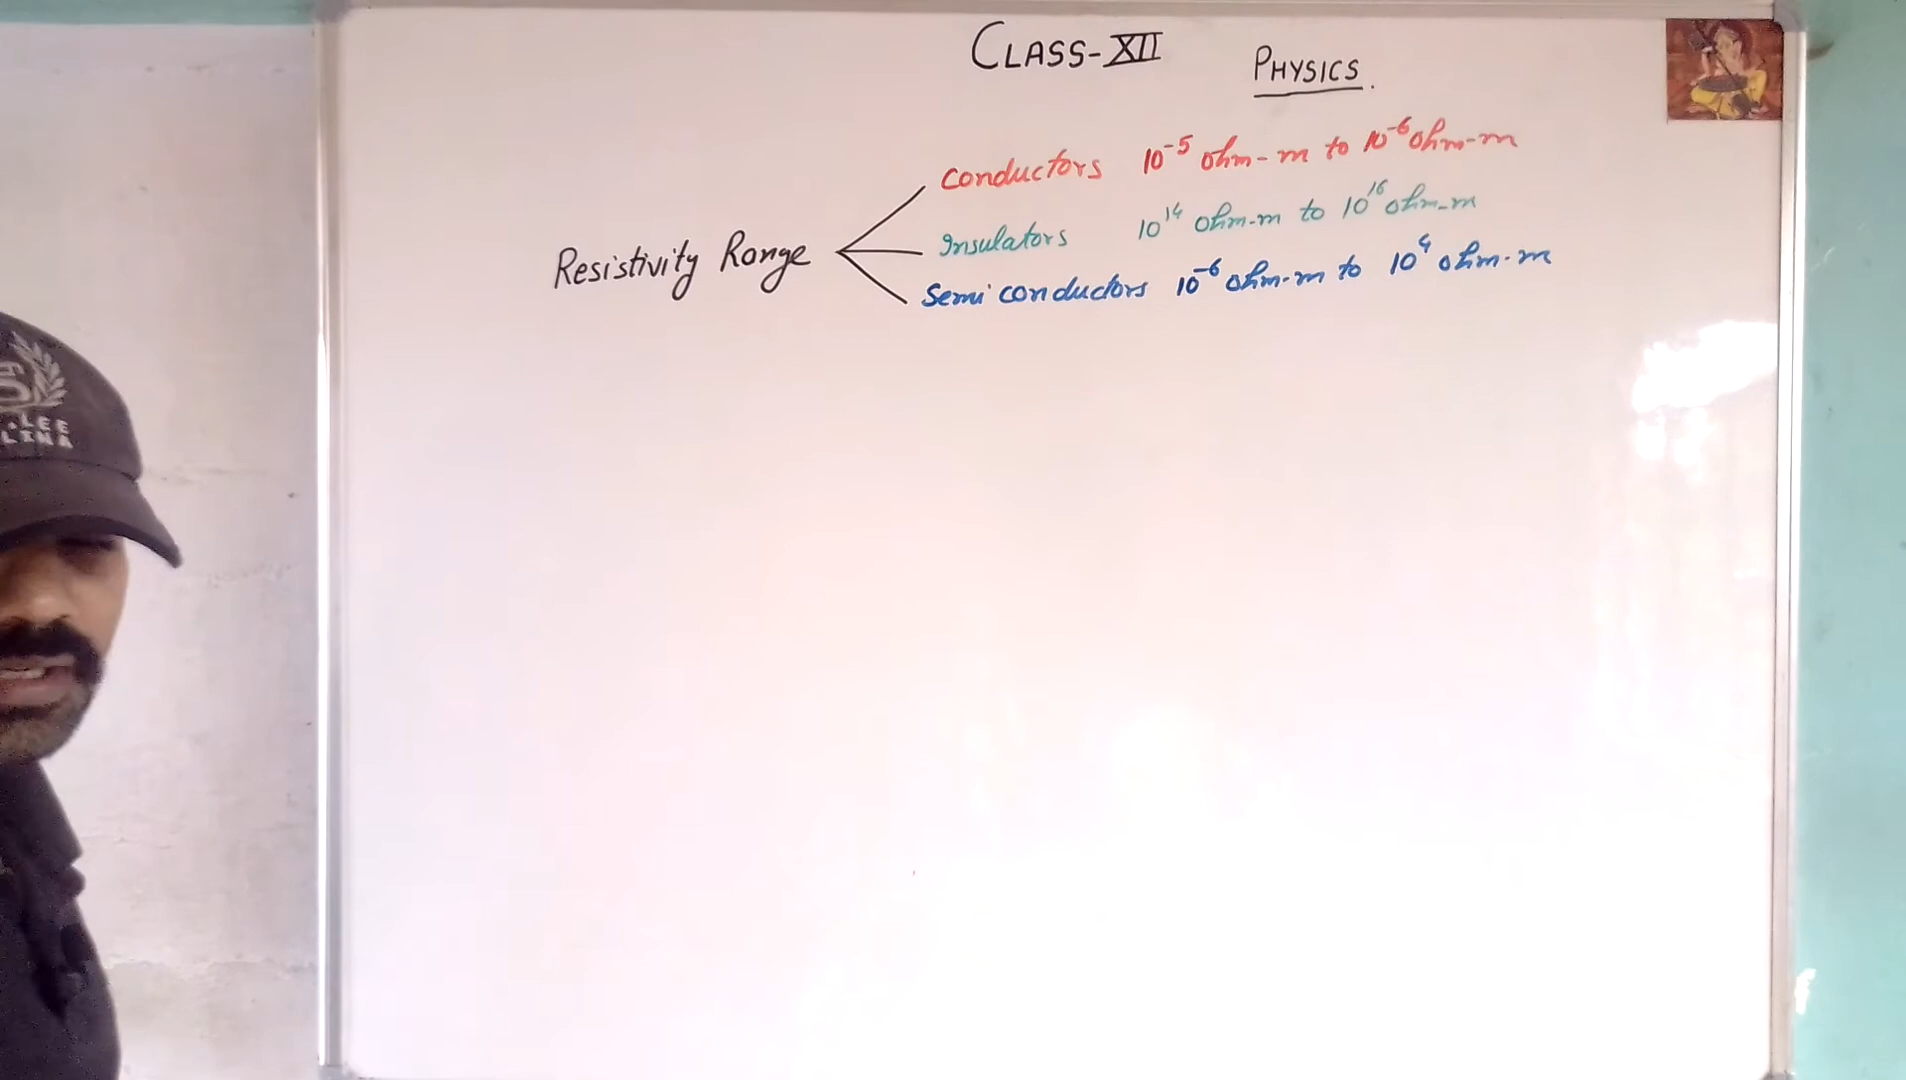 CLASS-XII
PHYSICS.
Resistivity Range
Conductors 10⁻⁵ ohm-m to 10⁻⁶ ohm-m
Insulators 10¹⁴ ohm-m to 10¹⁶ ohm-m
Semi conductors 10⁻⁶ ohm-m to 10⁴ ohm-m
LEE